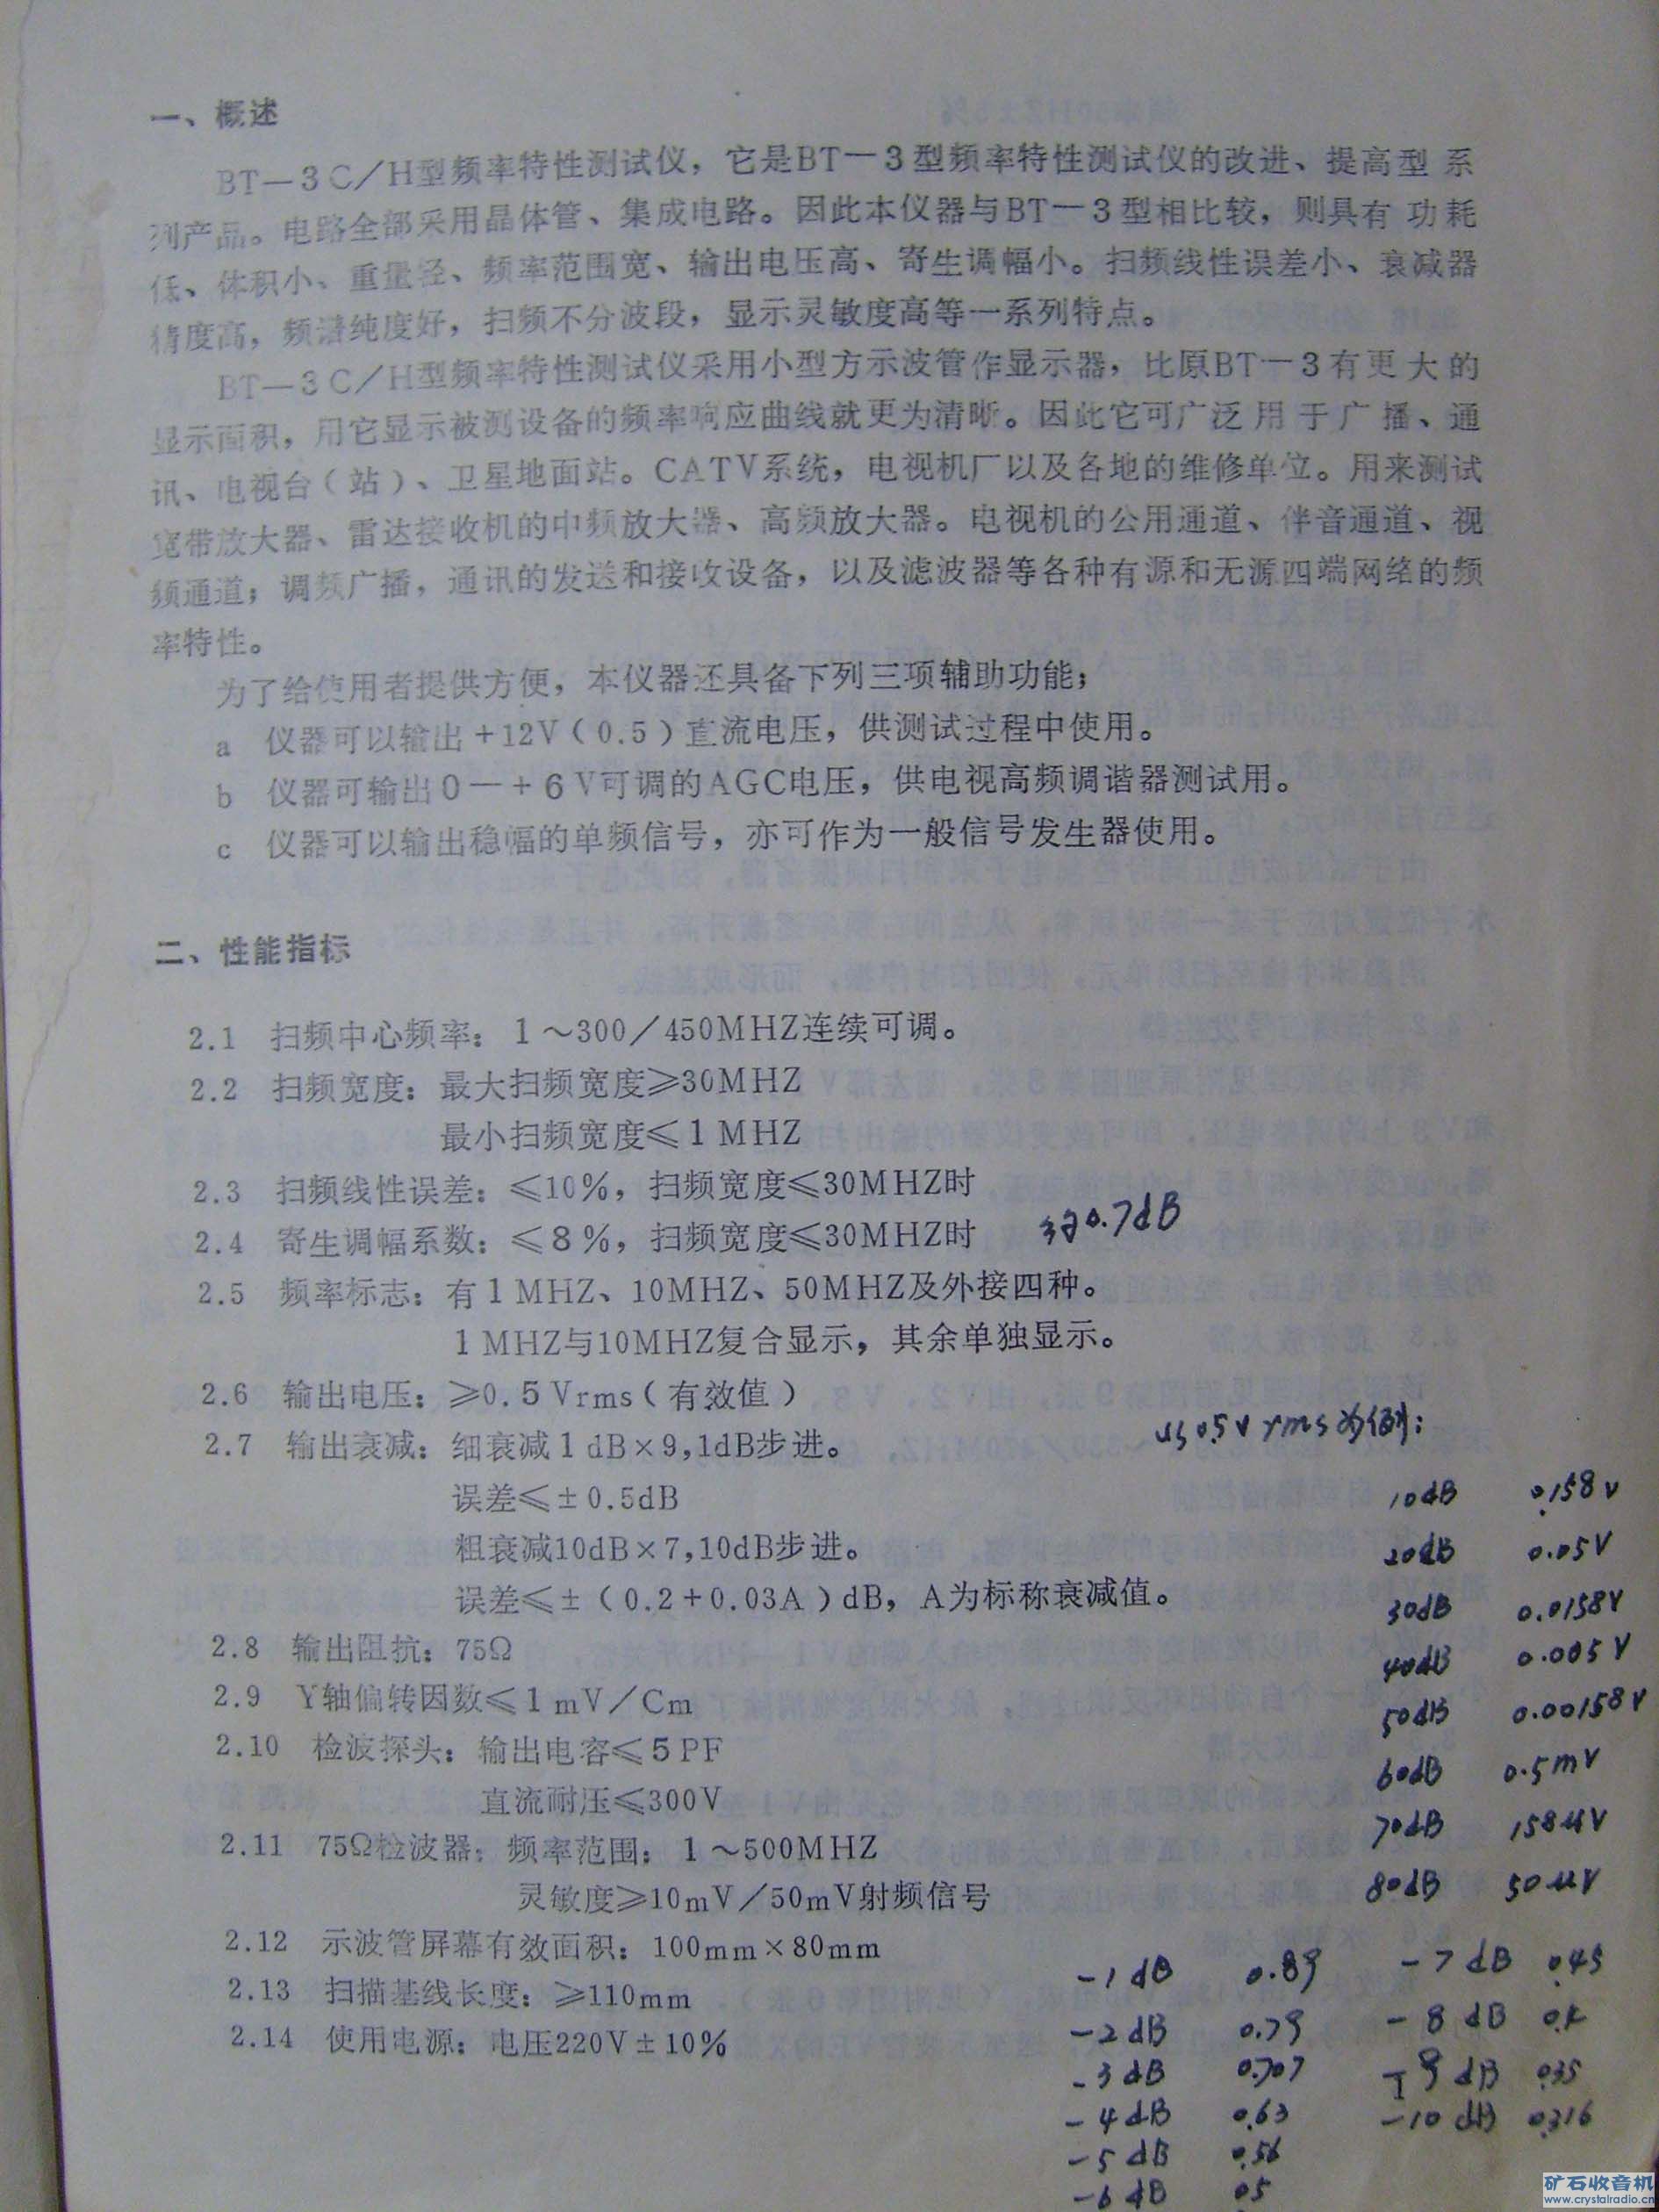 一、概述
BT—3C／H型频率特性测试仪，它是BT—3型频率特性测试仪的改进、提高型系
列产品。电路全部采用晶体管、集成电路。因此本仪器与BT—3型相比较，则具有功耗
低、体积小、重量轻、频率范围宽、输出电压高、寄生调幅小。扫频线性误差小、衰减器
精度高，频谱纯度好，扫频不分波段，显示灵敏度高等一系列特点。
BT—3C／H型频率特性测试仪采用小型方示波管作显示器，比原BT—3有更大的
显示面积，用它显示被测设备的频率响应曲线就更为清晰。因此它可广泛用于广播、通
讯、电视台（站）、卫星地面站。CATV系统，电视机厂以及各地的维修单位。用来测试
宽带放大器、雷达接收机的中频放大器、高频放大器。电视机的公用通道、伴音通道、视
频通道；调频广播，通讯的发送和接收设备，以及滤波器等各种有源和无源四端网络的频
率特性。
为了给使用者提供方便，本仪器还具备下列三项辅助功能；
a 仪器可以输出+12V（0.5）直流电压，供测试过程中使用。
b 仪器可输出0—+6V可调的AGC电压，供电视高频调谐器测试用。
c 仪器可以输出稳幅的单频信号，亦可作为一般信号发生器使用。
二、性能指标
2.1 扫频中心频率：1～300／450MHZ连续可调。
2.2 扫频宽度：最大扫频宽度≥30MHZ
最小扫频宽度≤1MHZ
2.3 扫频线性误差：≤10%，扫频宽度≤30MHZ时
2.4 寄生调幅系数：≤8%，扫频宽度≤30MHZ时 0.7dB
2.5 频率标志：有1MHZ、10MHZ、50MHZ及外接四种。
1MHZ与10MHZ复合显示，其余单独显示。
2.6 输出电压：≥0.5Vrms（有效值）
以0.5V rms为例：
2.7 输出衰减：细衰减1dB×9,1dB步进。
误差≤±0.5dB
10dB 0.158V
粗衰减10dB×7,10dB步进。
20dB 0.05V
误差≤±（0.2+0.03A）dB，A为标称衰减值。
30dB 0.0158V
2.8 输出阻抗：75Ω
40dB 0.005V
2.9 Y轴偏转因数≤1mV／Cm
50dB 0.00158V
2.10 检波探头：输出电容≤5PF
60dB 0.5mV
直流耐压≤300V
2.11 75Ω检波器：频率范围：1～500MHZ
70dB 158uV
灵敏度≥10mV／50mV射频信号
80dB 50uV
2.12 示波管屏幕有效面积：100mm×80mm
2.13 扫描基线长度：≥110mm
2.14 使用电源：电压220V±10%
-1dB 0.89 -7dB 0.45
-2dB 0.79 -8dB 0.4
-3dB 0.707 -9dB 0.35
-4dB 0.63 -10dB 0.316
-5dB 0.56
-6dB 0.5
矿石收音机
www.crystalradio.cn